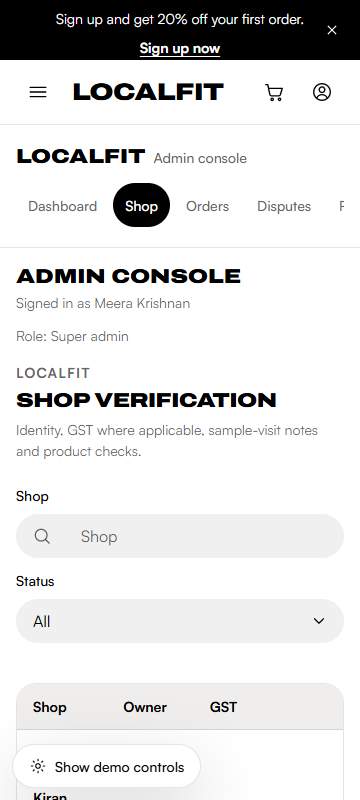 Sign up and get 20% off your first order.
Sign up now
LOCALFIT
LOCALFIT Admin console
Dashboard Shop Orders Disputes
ADMIN CONSOLE
Signed in as Meera Krishnan
Role: Super admin
LOCALFIT
SHOP VERIFICATION
Identity, GST where applicable, sample-visit notes
and product checks.
Shop
Shop
Status
All
Shop Owner GST
Show demo controls
Kiran